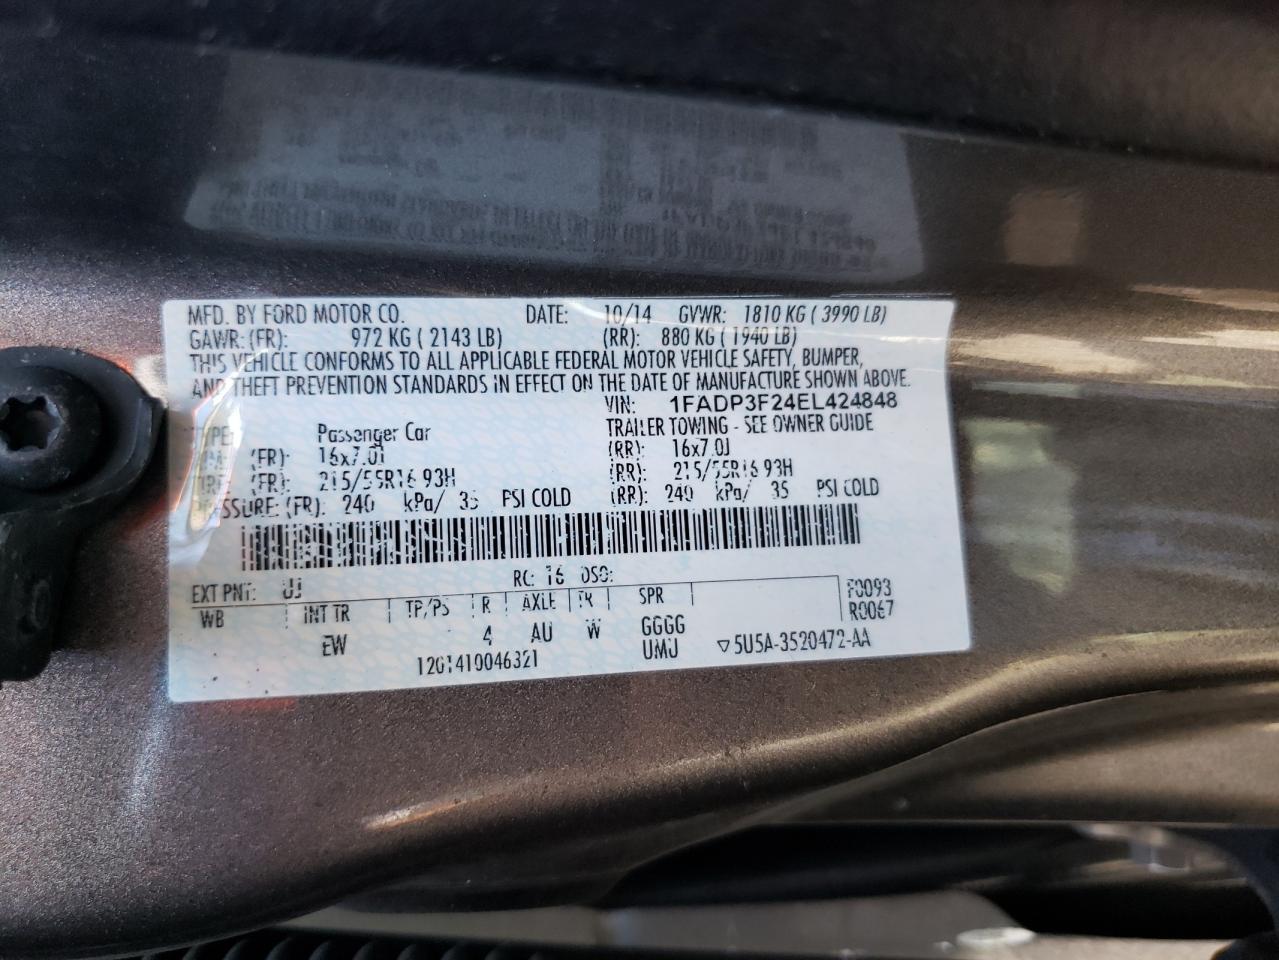 MFD. BY FORD MOTOR CO. DATE: 10/14 GVWR: 1810 KG ( 3990 LB)
GAWR: (FR): 972 KG ( 2143 LB) (RR): 880 KG ( 1940 LB)
THIS VEHICLE CONFORMS TO ALL APPLICABLE FEDERAL MOTOR VEHICLE SAFETY, BUMPER,
AND THEFT PREVENTION STANDARDS IN EFFECT ON THE DATE OF MANUFACTURE SHOWN ABOVE.
VIN: 1FADP3F24EL424848
TYPE: Passenger Car TRAILER TOWING - SEE OWNER GUIDE
(FR): 16x7.0J (RR): 16x7.0J
(FR): 215/55R16 93H (RR): 215/55R16 93H
(FR): 240 kPa/ 35 PSI COLD (RR): 240 kPa/ 35 PSI COLD
EXT PNT: UJ RC: 16 DSO: F0093
WB INT TR TP/PS R AXLE TR SPR R0067
EW 4 AU W GGGG
1201410046321 UMJ ▽5U5A-3520472-AA